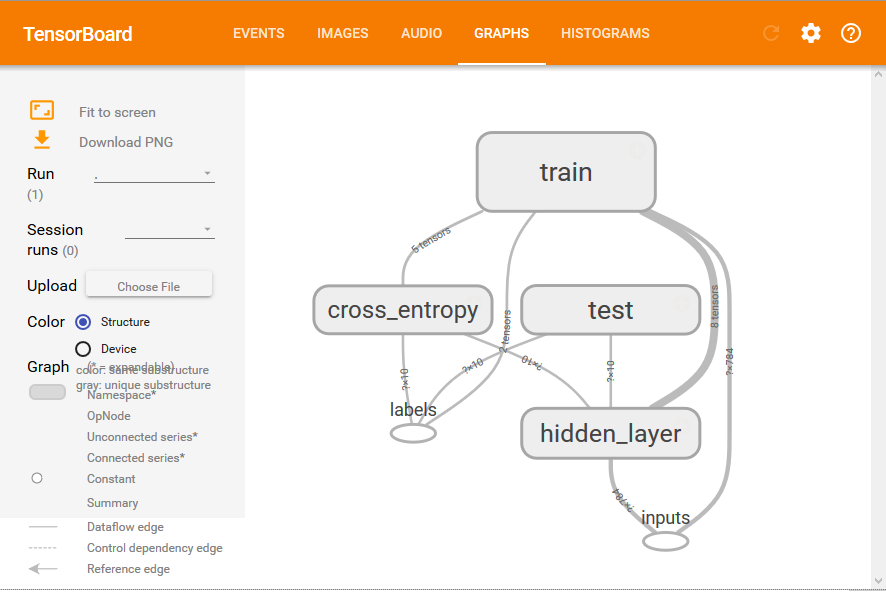 TensorBoard
EVENTS
IMAGES
AUDIO
GRAPHS
HISTOGRAMS
Fit to screen
Download PNG
Run
(1)
.
Session
runs (0)
Upload
Choose File
Color
Structure
Device
Graph
(* = expandable)
color: same substructure
gray: unique substructure
Namespace*
OpNode
Unconnected series*
Connected series*
Constant
Summary
Dataflow edge
Control dependency edge
Reference edge
train
5 tensors
cross_entropy
test
2 tensors
8 tensors
?×784
?×10
?×10
?×10
?×10
labels
hidden_layer
?×784
inputs